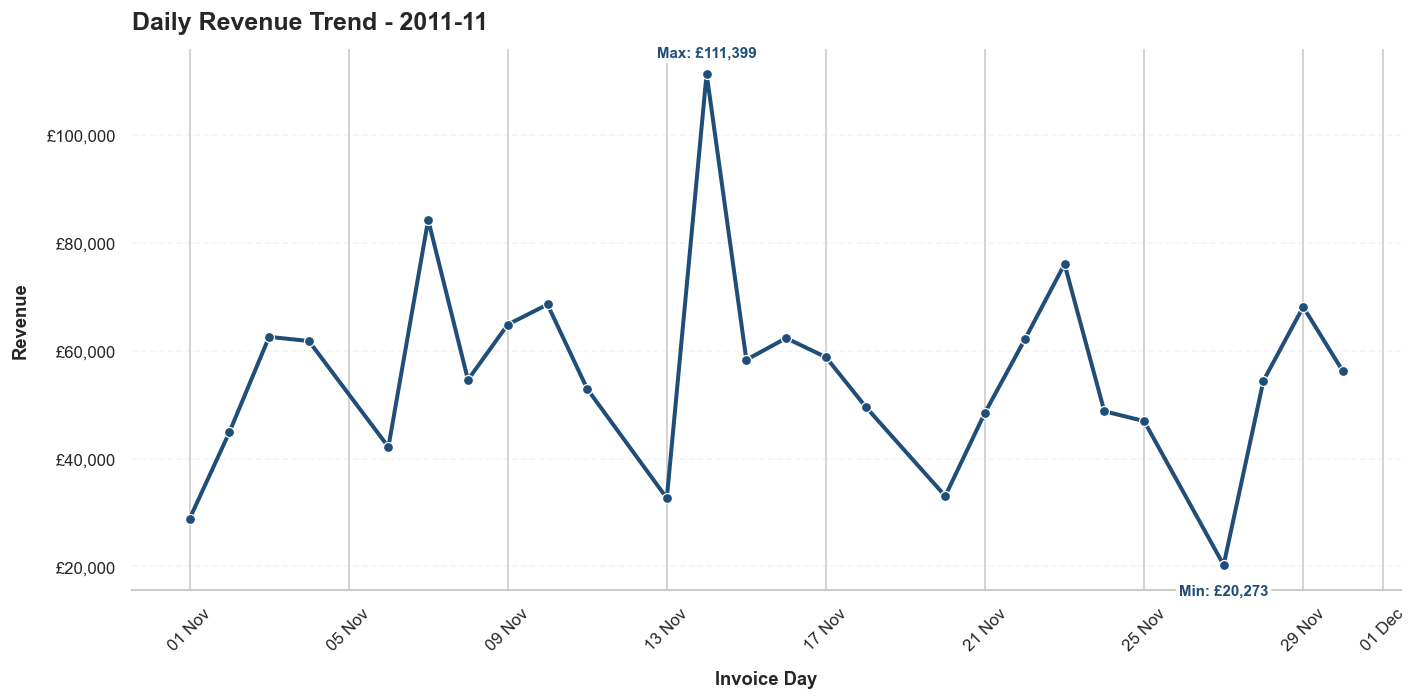 Daily Revenue Trend - 2011-11
Max: £111,399
£100,000
£80,000
£60,000
£40,000
£20,000
Revenue
Min: £20,273
01 Nov
05 Nov
09 Nov
13 Nov
17 Nov
21 Nov
25 Nov
29 Nov
01 Dec
Invoice Day